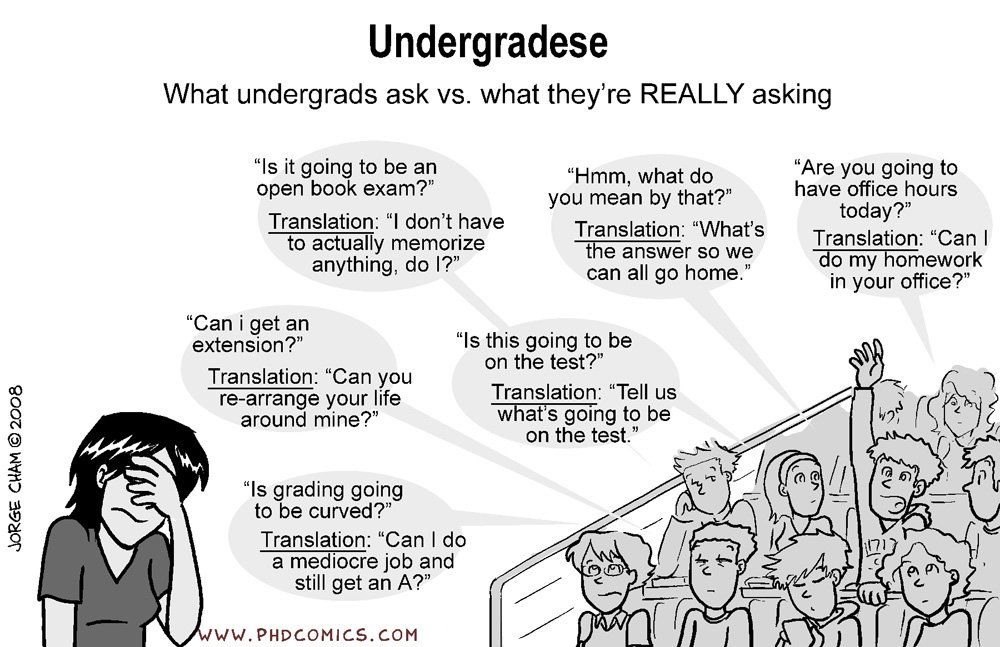 Undergradese
What undergrads ask vs. what they're REALLY asking
"Is it going to be an
open book exam?"
Translation: "I don't have
to actually memorize
anything, do I?"
"Hmm, what do
you mean by that?"
Translation: "What's
the answer so we
can all go home."
"Are you going to
have office hours
today?"
Translation: "Can I
do my homework
in your office?"
"Can i get an
extension?"
Translation: "Can you
re-arrange your life
around mine?"
"Is this going to be
on the test?"
Translation: "Tell us
what's going to be
on the test."
"Is grading going
to be curved?"
Translation: "Can I do
a mediocre job and
still get an A?"
JORGE CHAM © 2008
WWW.PHDCOMICS.COM